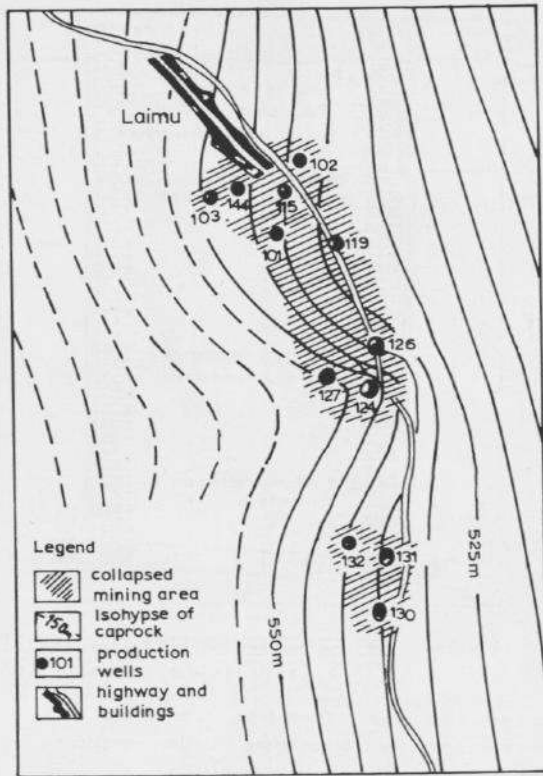 Laimu
102
144
115
103
101
119
126
127
124
132
131
130
525m
550m
Legend
collapsed
mining area
Isohypse of
caprock
101
production
wells
highway and
buildings